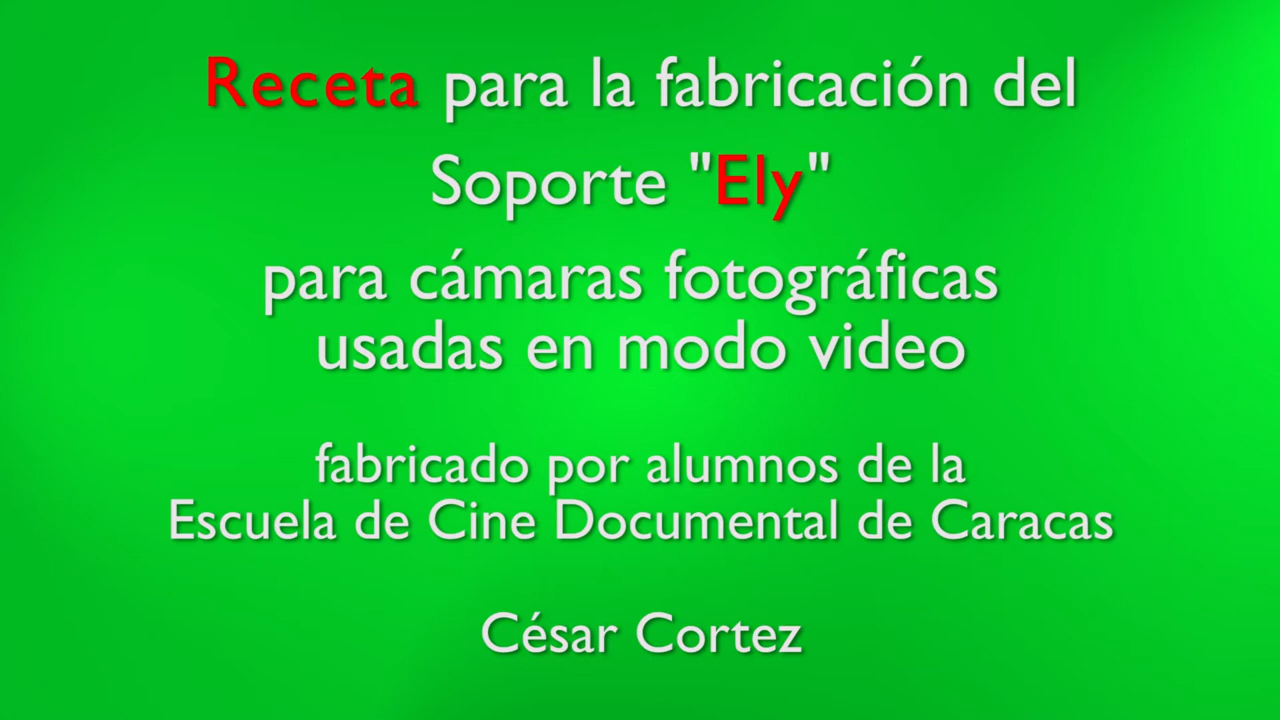 Receta para la fabricación del
Soporte "Ely"
para cámaras fotográficas
usadas en modo video
fabricado por alumnos de la
Escuela de Cine Documental de Caracas
César Cortez